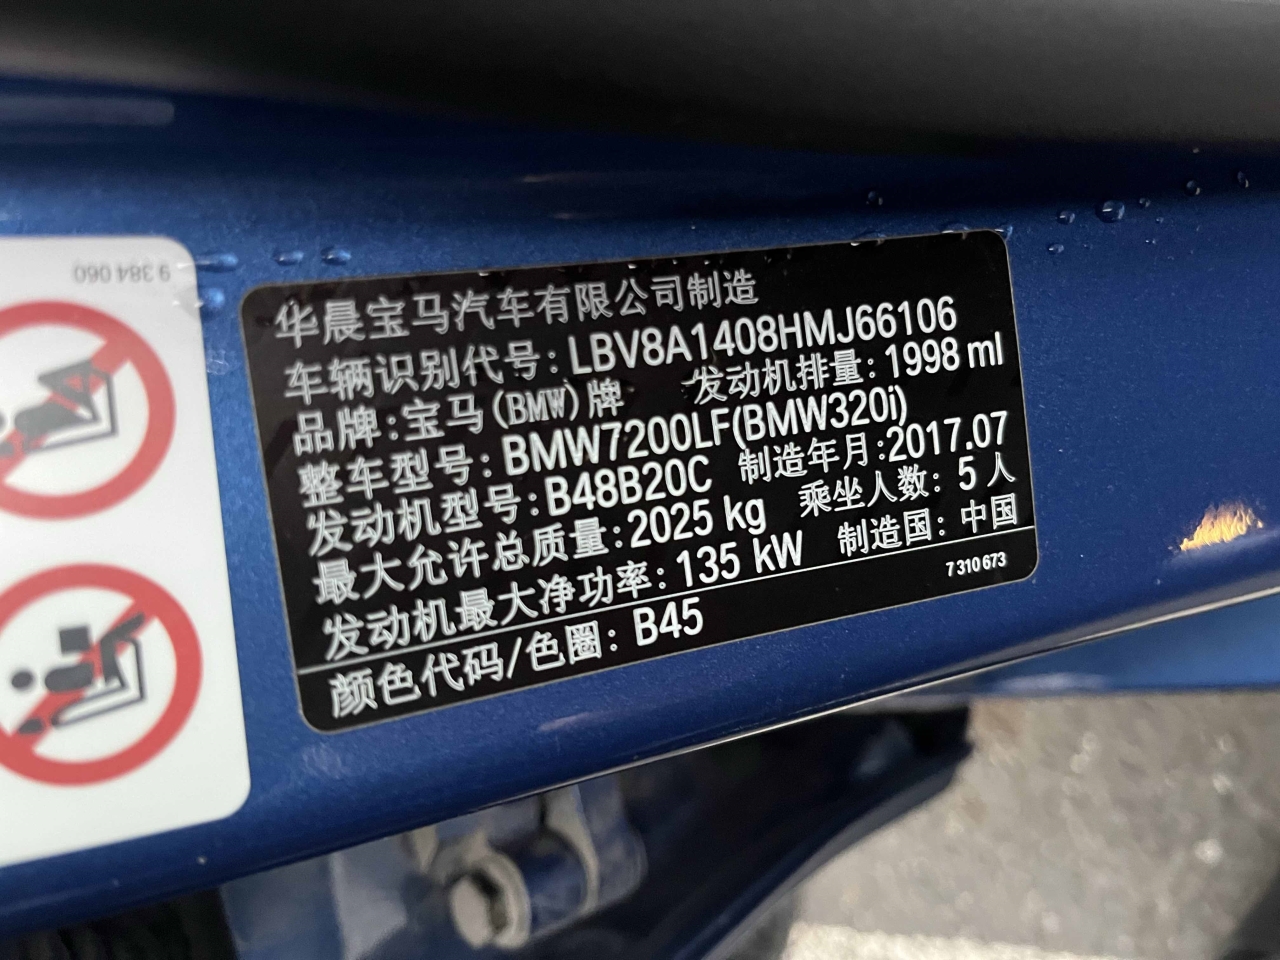 9 384 060
华晨宝马汽车有限公司制造
车辆识别代号: LBV8A1408HMJ66106
品牌:宝马(BMW)牌 发动机排量: 1998 ml
整车型号: BMW7200LF(BMW320i)
发动机型号:B48B20C 制造年月:2017.07
最大允许总质量:2025 kg 乘坐人数: 5 人
发动机最大净功率: 135 kW 制造国: 中国
颜色代码/色圈: B45 7 310 673